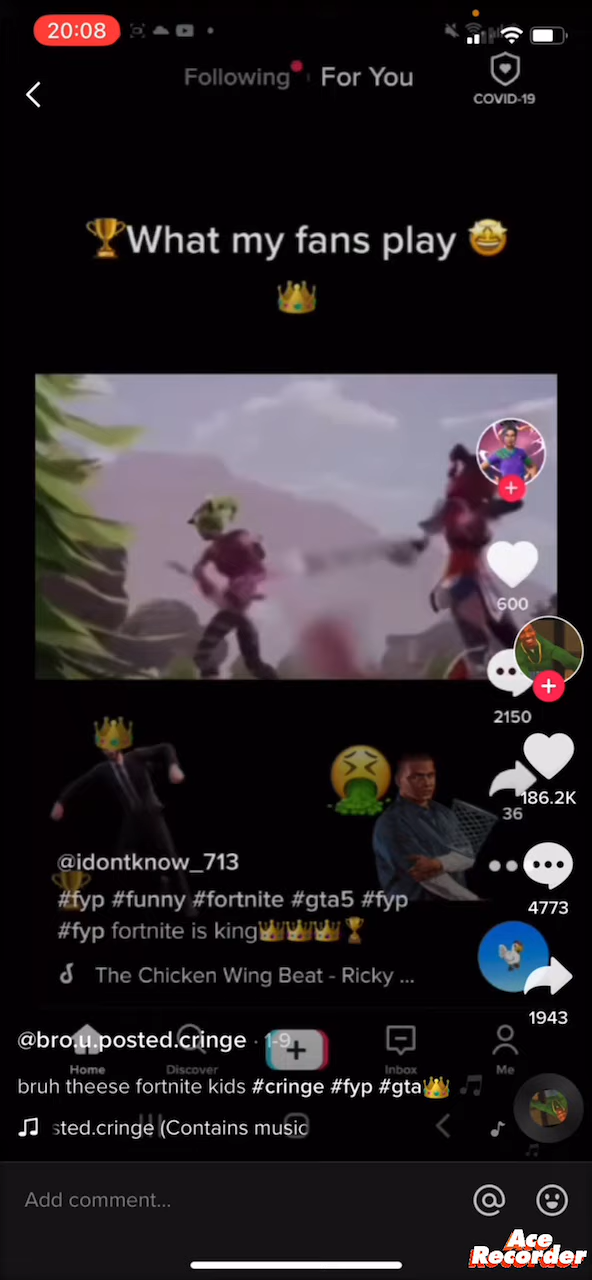 20:08
Following
For You
COVID-19
🏆What my fans play 🤩
👑
600
2150
186.2K
36
4773
1943
@idontknow_713
#fyp #funny #fortnite #gta5 #fyp
#fyp fortnite is king👑👑👑🏆
The Chicken Wing Beat - Ricky ...
@bro.u.posted.cringe · 1-9
Home
Discover
Inbox
Me
bruh theese fortnite kids #cringe #fyp #gta👑
sted.cringe (Contains music
Add comment...
Ace
Recorder